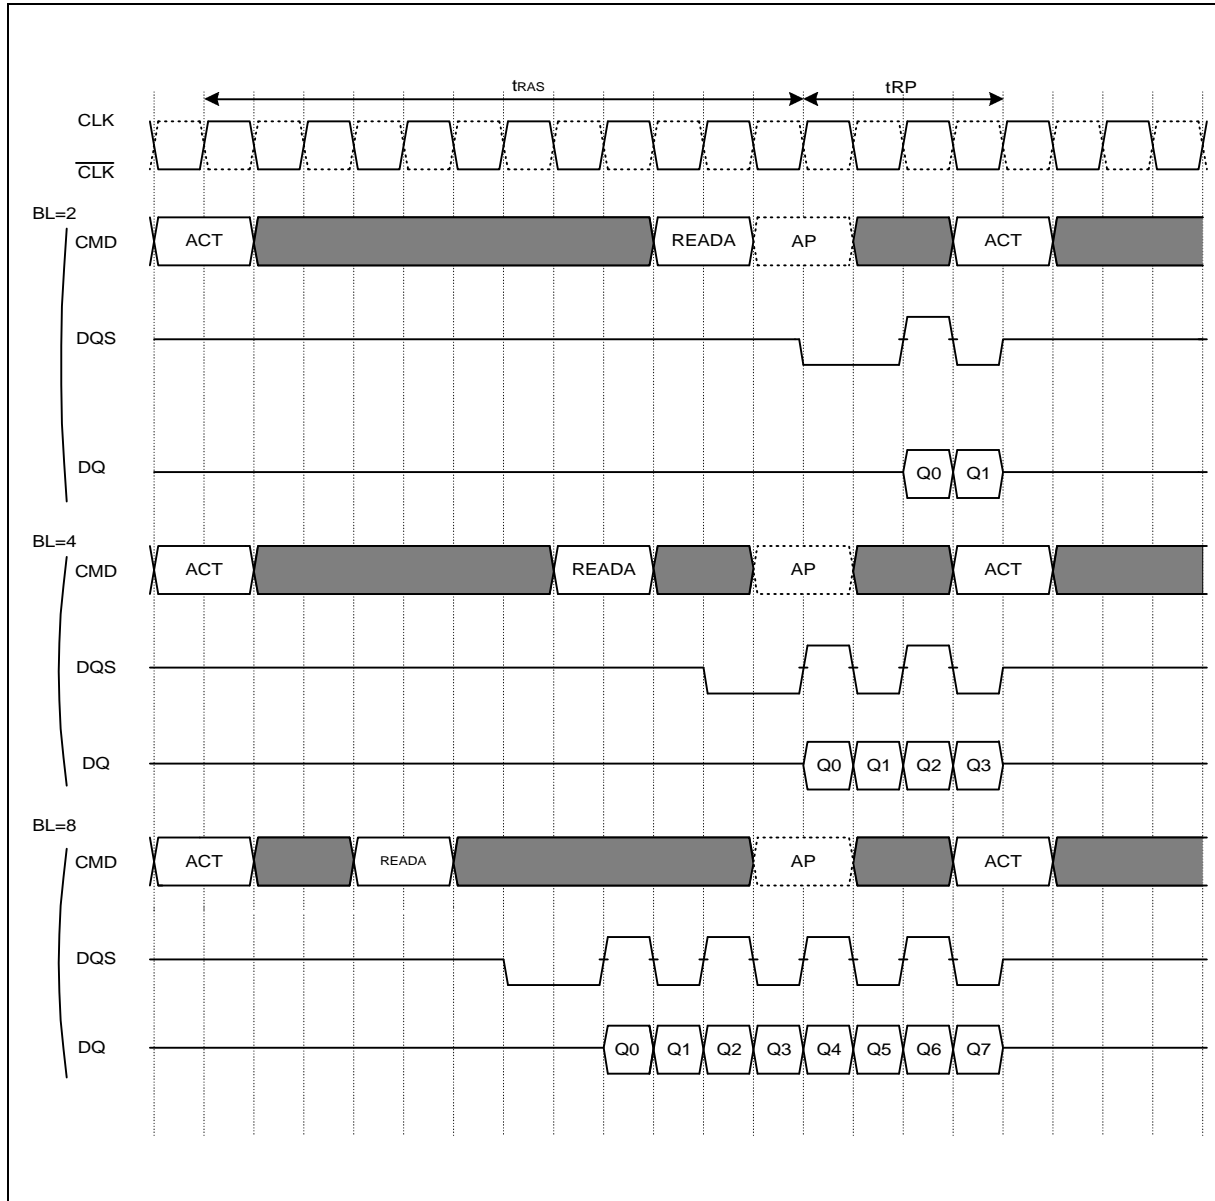 tRAS tRP
CLK
CLK
BL=2
CMD ACT READA AP ACT
DQS
DQ Q0 Q1
BL=4
CMD ACT READA AP ACT
DQS
DQ Q0 Q1 Q2 Q3
BL=8
CMD ACT READA AP ACT
DQS
DQ Q0 Q1 Q2 Q3 Q4 Q5 Q6 Q7